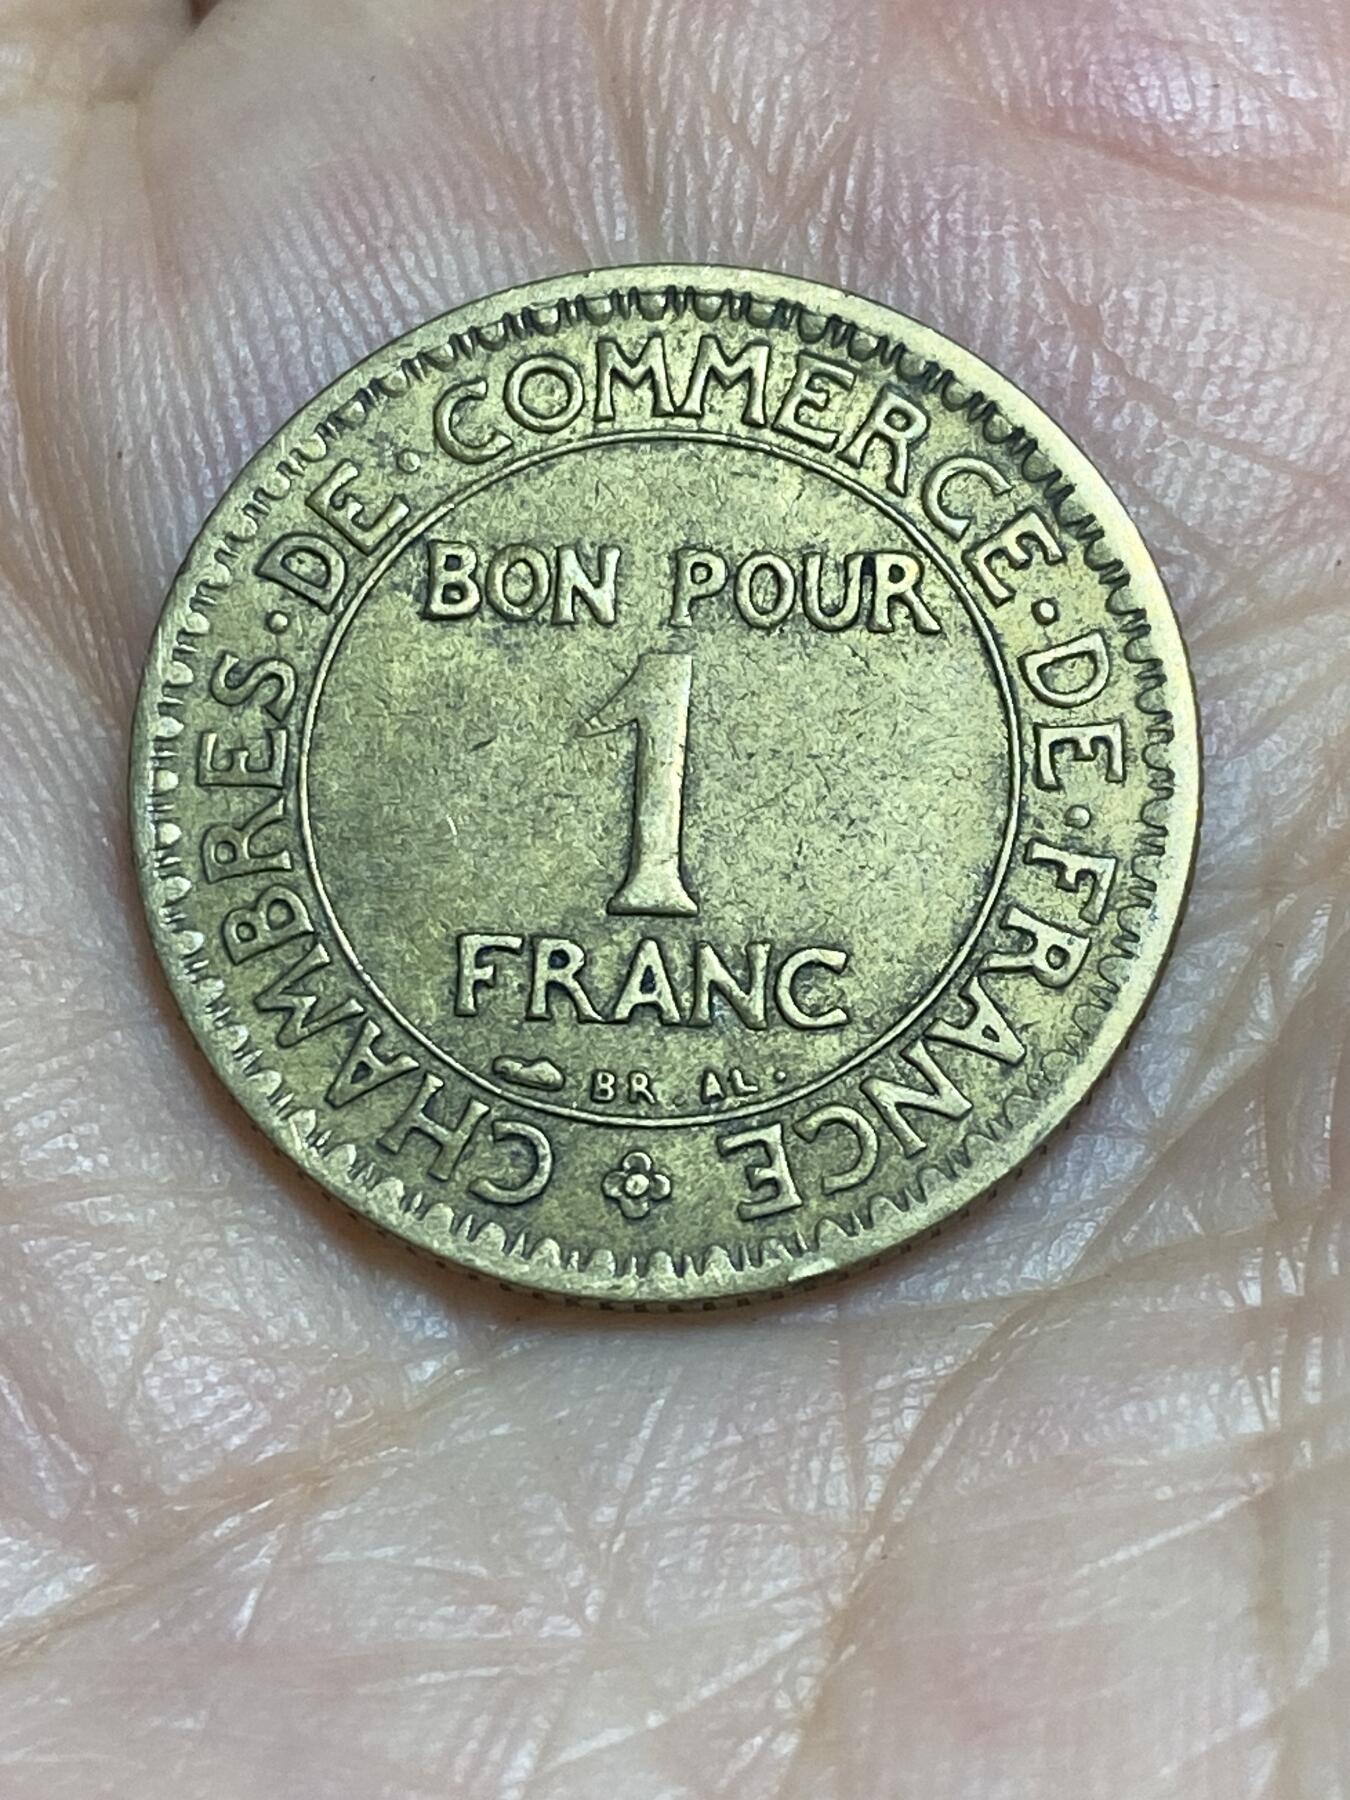 CHAMBRES · DE · COMMERCE · DE · FRANCE
BON POUR
1
FRANC
BR. AL.